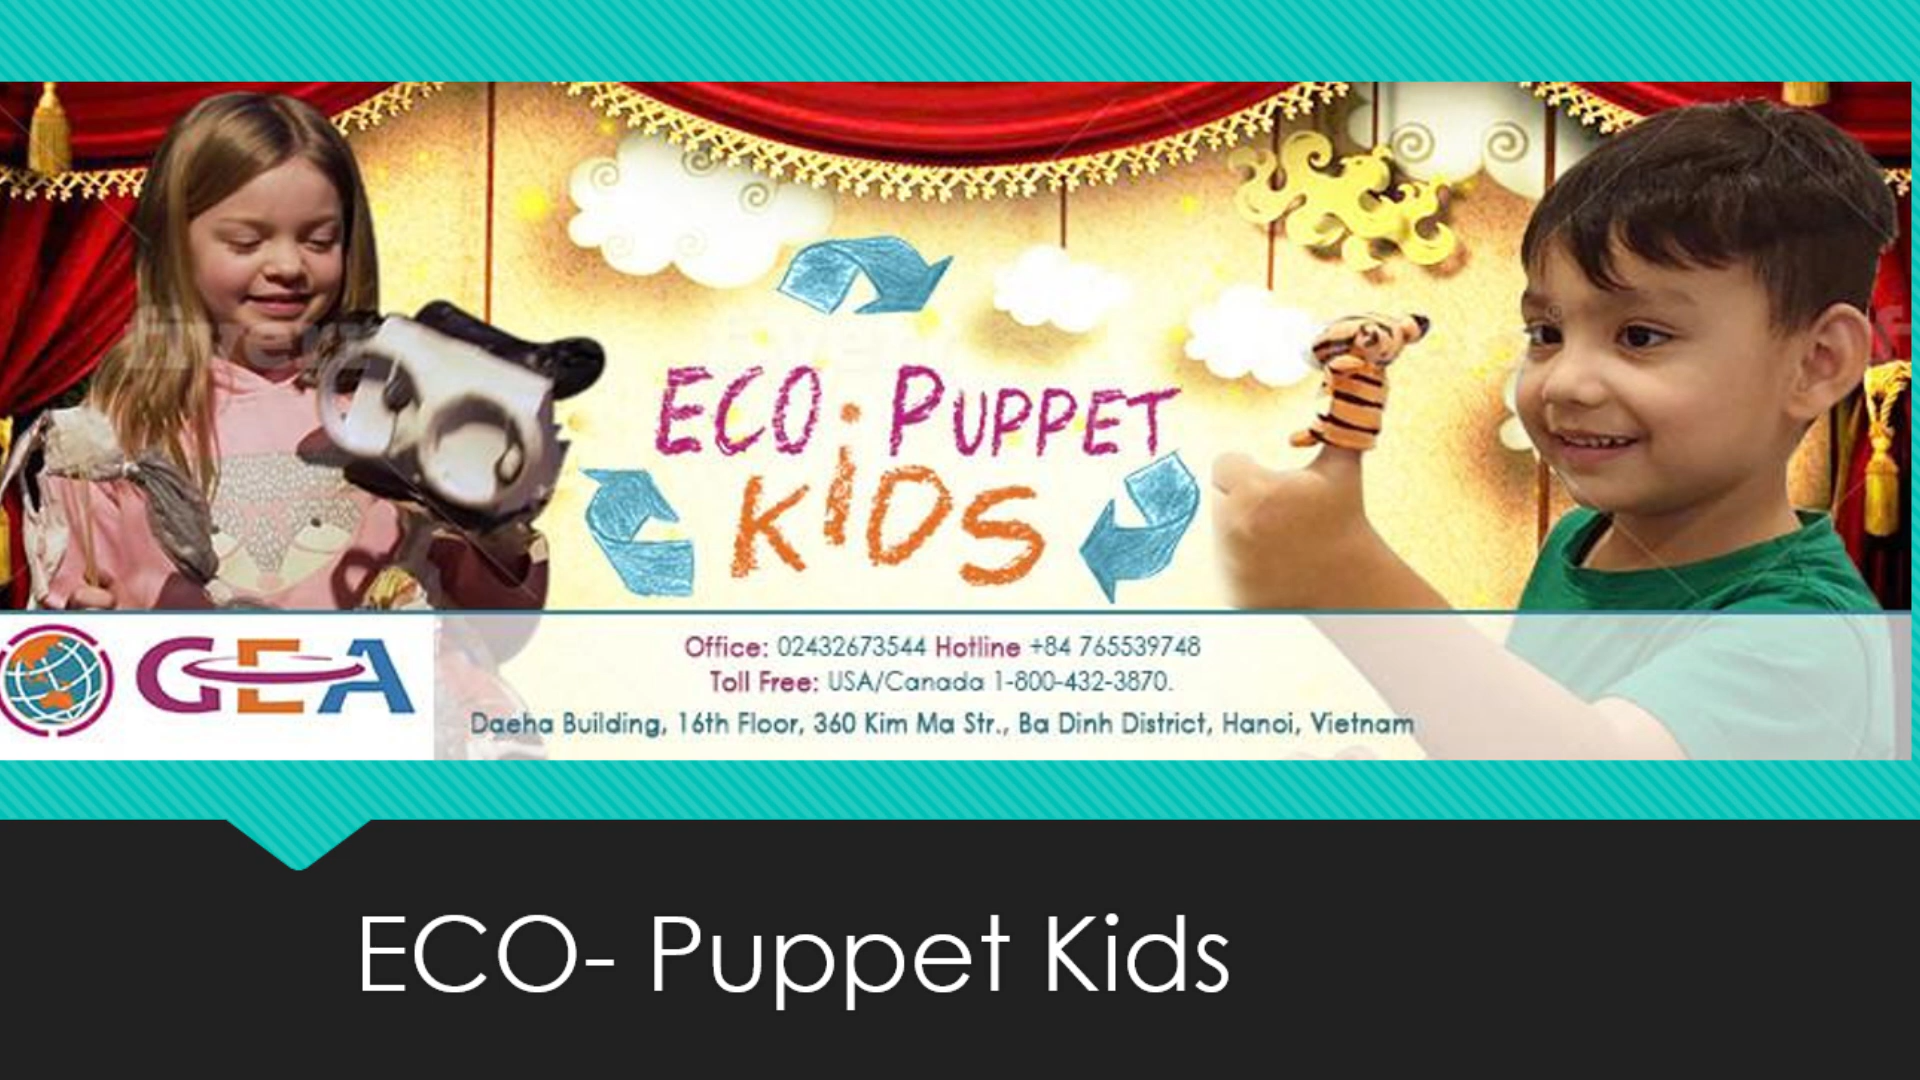 fiverr
ECO·PUPPET
KiDS
GEA
Office: 02432673544 Hotline +84 765539748
Toll Free: USA/Canada 1-800-432-3870.
Daeha Building, 16th Floor, 360 Kim Ma Str., Ba Dinh District, Hanoi, Vietnam
ECO- Puppet Kids